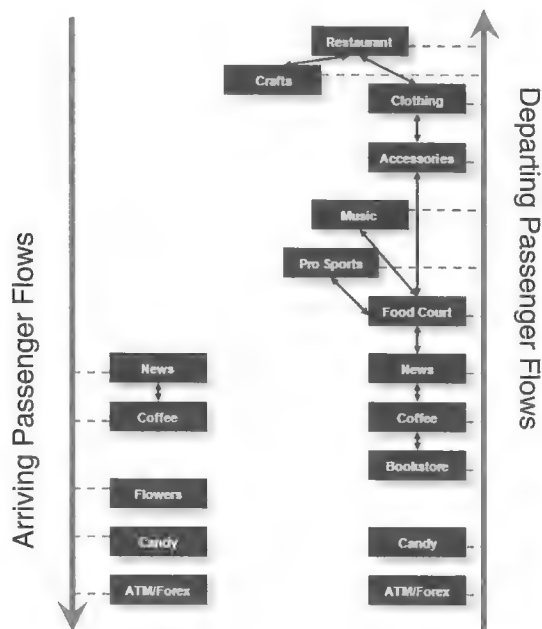 Restaurant
Crafts
Clothing
Accessories
Music
Pro Sports
Food Court
News
News
Coffee
Coffee
Bookstore
Flowers
Candy
Candy
ATM/Forex
ATM/Forex
Arriving Passenger Flows
Departing Passenger Flows